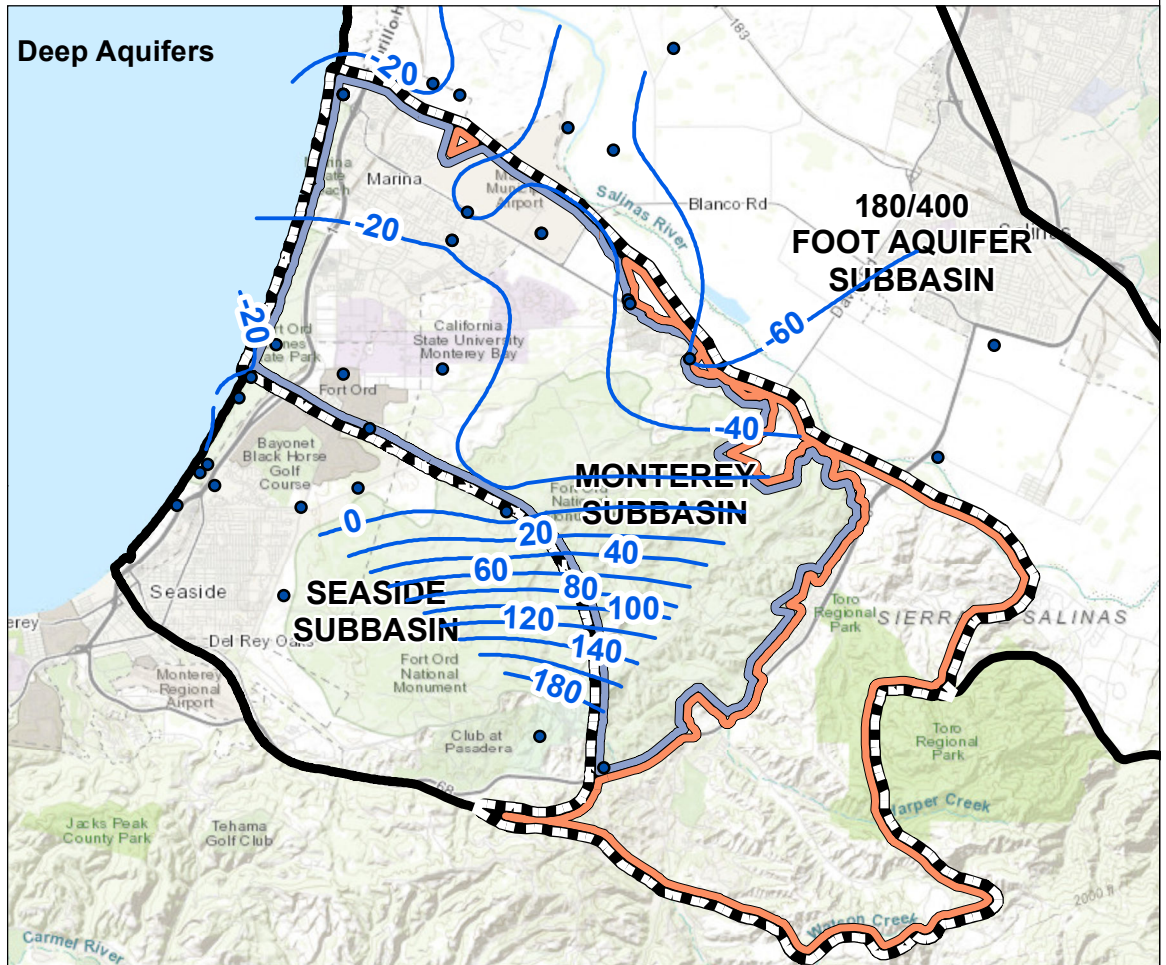 Deep Aquifers
183
-20
Marina
Airport
Salinas River
Blanco Rd
180/400
FOOT AQUIFER
SUBBASIN
-20
-60
-20
California
State University
Monterey Bay
Fort Ord
-40
Bayonet
Black Horse
Golf
Course
MONTEREY
SUBBASIN
0
20
40
60
80
100
120
140
180
Seaside
SEASIDE
SUBBASIN
Del Rey Oaks
Fort Ord
National
Monument
Monterey
Regional
Airport
Toro
Regional
Park
SIERRA
SALINAS
Club at
Pasadera
Toro
Regional
Park
68
Harper Creek
Jacks Peak
County Park
Tehama
Golf Club
2000 ft
Watson Creek
Carmel River